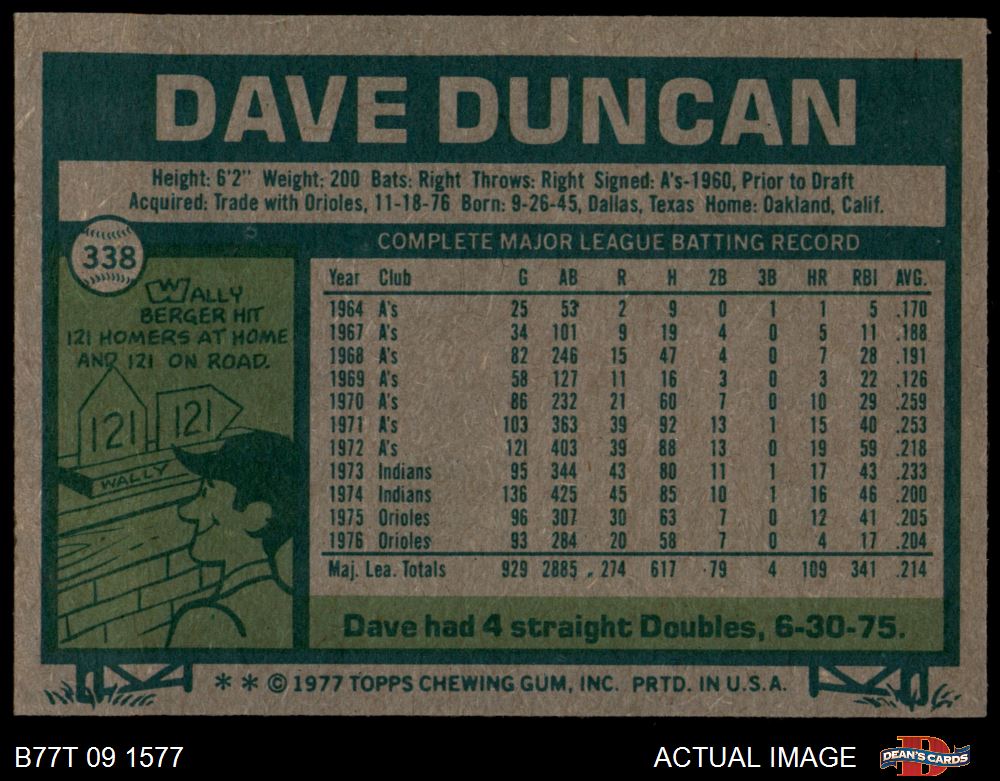 DAVE DUNCAN
Height: 6'2" Weight: 200 Bats: Right Throws: Right Signed: A's-1960, Prior to Draft
Acquired: Trade with Orioles, 11-18-76 Born: 9-26-45, Dallas, Texas Home: Oakland, Calif.
338
WALLY
BERGER HIT
121 HOMERS AT HOME
AND 121 ON ROAD.
121 121
WALLY
COMPLETE MAJOR LEAGUE BATTING RECORD
Year Club G AB R H 2B 3B HR RBI AVG.
1964 A's 25 53 2 9 0 1 1 5 .170
1967 A's 34 101 9 19 4 0 5 11 .188
1968 A's 82 246 15 47 4 0 7 28 .191
1969 A's 58 127 11 16 3 0 3 22 .126
1970 A's 86 232 21 60 7 0 10 29 .259
1971 A's 103 363 39 92 13 1 15 40 .253
1972 A's 121 403 39 88 13 0 19 59 .218
1973 Indians 95 344 43 80 11 1 17 43 .233
1974 Indians 136 425 45 85 10 1 16 46 .200
1975 Orioles 96 307 30 63 7 0 12 41 .205
1976 Orioles 93 284 20 58 7 0 4 17 .204
Maj. Lea. Totals 929 2885 274 617 79 4 109 341 .214
Dave had 4 straight Doubles, 6-30-75.
* * © 1977 TOPPS CHEWING GUM, INC. PRTD. IN U.S.A.
B77T 09 1577
ACTUAL IMAGE
DEAN'S CARDS